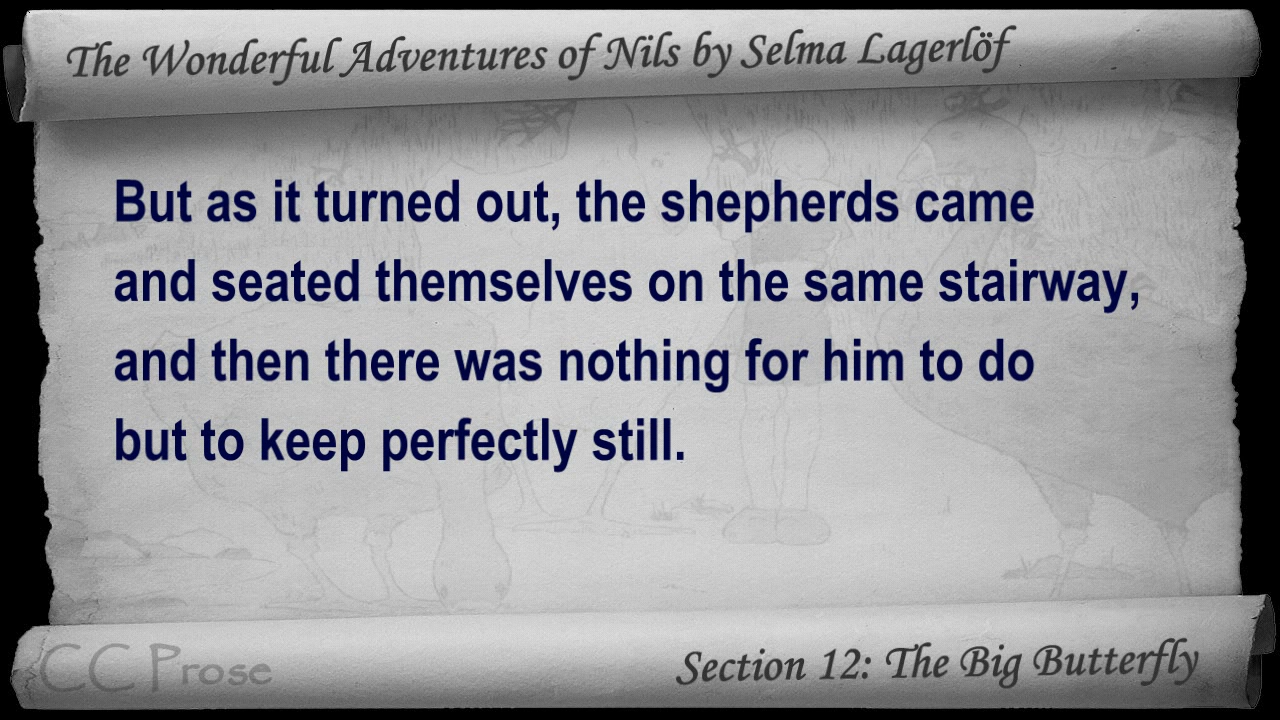 The Wonderful Adventures of Nils by Selma Lagerlöf
But as it turned out, the shepherds came
and seated themselves on the same stairway,
and then there was nothing for him to do
but to keep perfectly still.
CC Prose
Section 12: The Big Butterfly